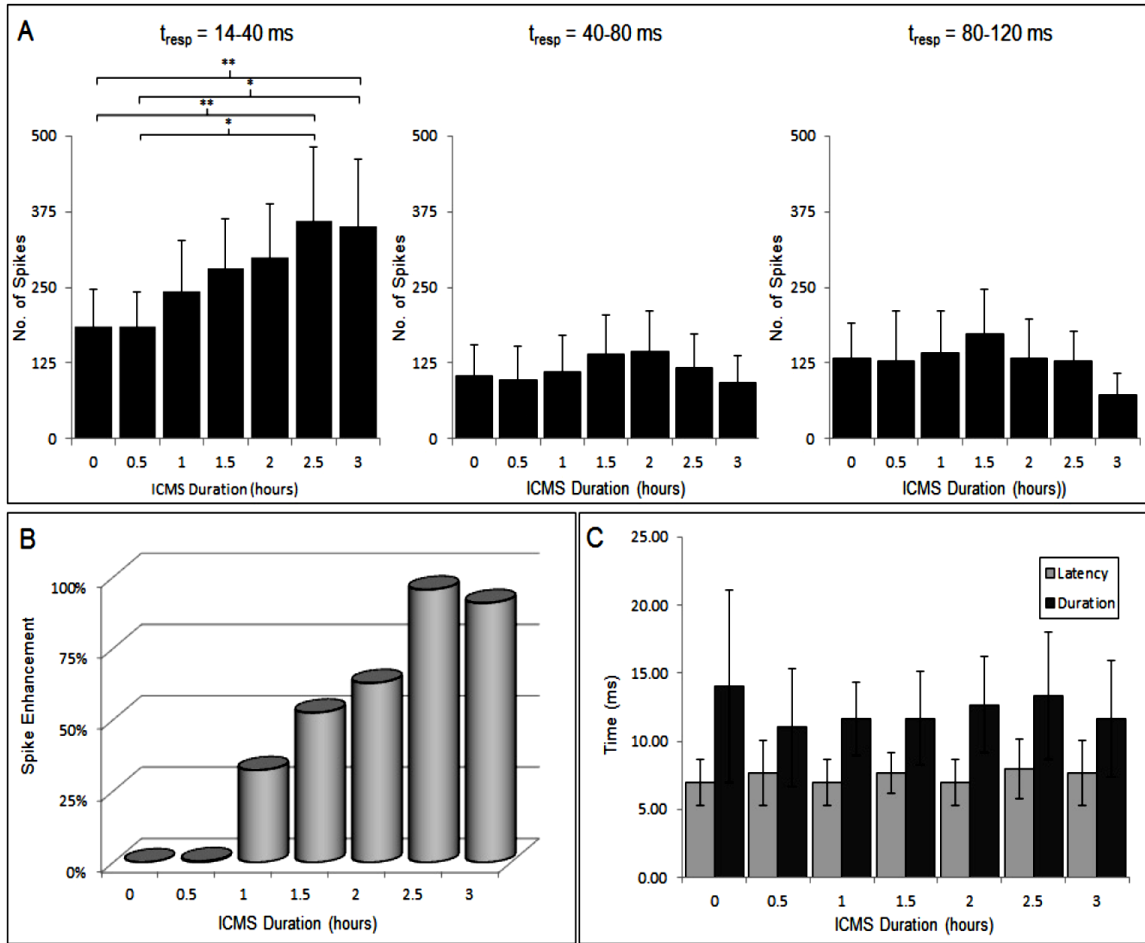 A
t_resp = 14-40 ms
t_resp = 40-80 ms
t_resp = 80-120 ms
**
*
**
*
No. of Spikes
500
375
250
125
0
0 0.5 1 1.5 2 2.5 3
ICMS Duration (hours)
No. of Spikes
500
375
250
125
0
0 0.5 1 1.5 2 2.5 3
ICMS Duration (hours)
No. of Spikes
500
375
250
125
0
0 0.5 1 1.5 2 2.5 3
ICMS Duration (hours))
B
Spike Enhancement
100%
75%
50%
25%
0%
0 0.5 1 1.5 2 2.5 3
ICMS Duration (hours)
C
Time (ms)
25.00
20.00
15.00
10.00
5.00
0.00
Latency
Duration
0 0.5 1 1.5 2 2.5 3
ICMS Duration (hours)